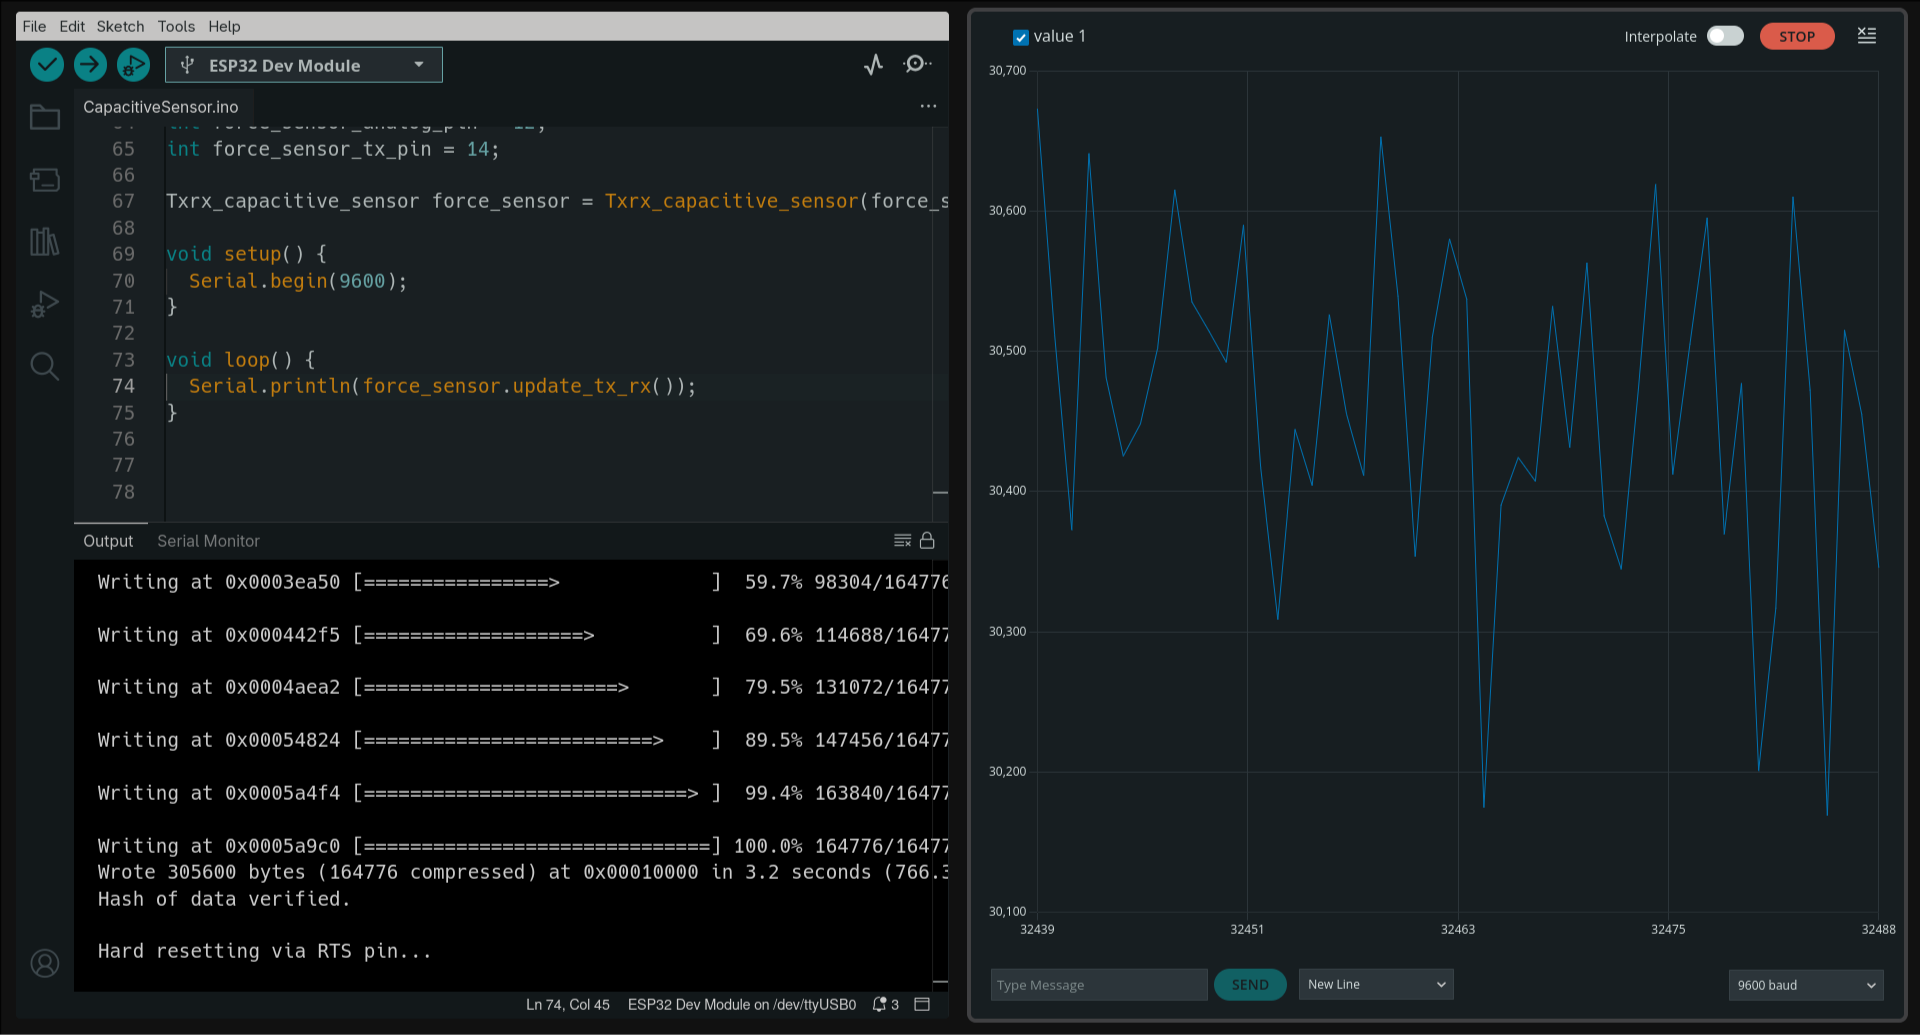 File Edit Sketch Tools Help
ESP32 Dev Module
CapacitiveSensor.ino
int force_sensor_analog_pin = 12;
65 int force_sensor_tx_pin = 14;
66
67 Txrx_capacitive_sensor force_sensor = Txrx_capacitive_sensor(force_s
68
69 void setup() {
70 Serial.begin(9600);
71 }
72
73 void loop() {
74 Serial.println(force_sensor.update_tx_rx());
75 }
76
77
78
Output Serial Monitor
Writing at 0x0003ea50 [================>             ]  59.7% 98304/164776
Writing at 0x000442f5 [===================>          ]  69.6% 114688/16477
Writing at 0x0004aea2 [======================>       ]  79.5% 131072/16477
Writing at 0x00054824 [=========================>    ]  89.5% 147456/16477
Writing at 0x0005a4f4 [============================> ]  99.4% 163840/16477
Writing at 0x0005a9c0 [==============================] 100.0% 164776/16477
Wrote 305600 bytes (164776 compressed) at 0x00010000 in 3.2 seconds (766.3
Hash of data verified.
Hard resetting via RTS pin...
Ln 74, Col 45 ESP32 Dev Module on /dev/ttyUSB0 3
value 1
Interpolate STOP
30,700
30,600
30,500
30,400
30,300
30,200
30,100
32439 32451 32463 32475 32488
Type Message SEND New Line 9600 baud